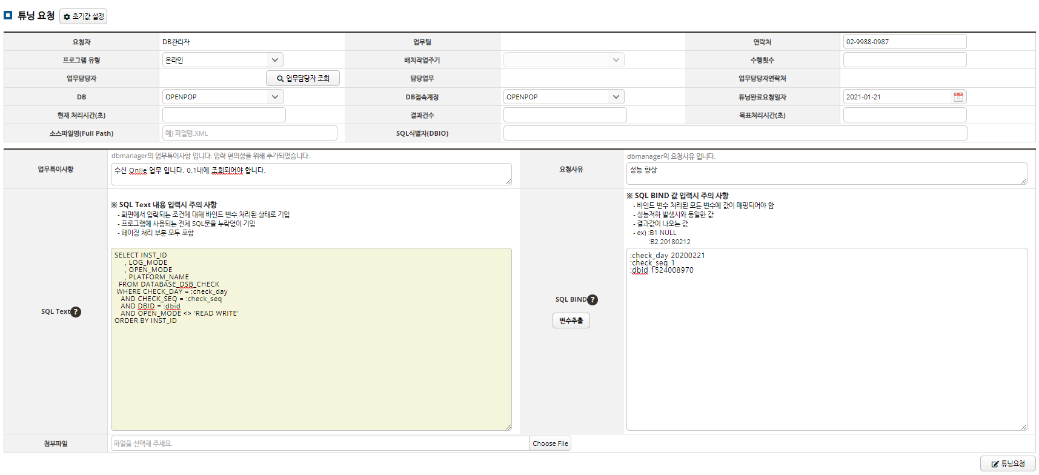 튜닝 요청 초기값 설정
요청자 DB관리자 업무팀 연락처 02-9988-0987
프로그램 유형 온라인 배치작업주기 수행횟수
업무담당자 업무담당자 조회 담당업무 업무담당자연락처
DB OPENPOP DB접속계정 OPENPOP 튜닝완료요청일자 2021-01-21
현재 처리시간(초) 결과건수 목표처리시간(초)
소스파일명(Full Path) 예) 파일명.XML SQL식별자(DBIO)
업무특이사항
dbmanager의 업무특이사항 입니다. 입력 편의성을 위해 추가되었습니다.
수신 Onlie 업무 입니다. 0.1내에 조회되어야 합니다.
요청사유
dbmanager의 요청사유 입니다.
성능 향상
SQL Text ?
※ SQL Text 내용 입력시 주의 사항
- 화면에서 입력되는 조건에 대해 바인드 변수 처리된 상태로 기입
- 프로그램에 사용되는 전체 SQL문을 누락없이 기입
- 페이징 처리 부분 모두 포함
SELECT INST_ID
, LOG_MODE
, OPEN_MODE
, PLATFORM_NAME
FROM DATABASE_DSB_CHECK
WHERE CHECK_DAY = :check_day
AND CHECK_SEQ = :check_seq
AND DBID = :dbid
AND OPEN_MODE <> 'READ WRITE'
ORDER BY INST_ID
SQL BIND ?
변수추출
※ SQL BIND 값 입력시 주의 사항
- 바인드 변수 처리된 모든 변수에 값이 매핑되어야 함
- 성능저하 발생시와 동일한 값
- 결과값이 나오는 값
- ex) :B1 NULL
:B2 20180212
:check_day 20200221
:check_seq 1
:dbid 1524008970
첨부파일 파일을 선택해 주세요. Choose File
튜닝요청